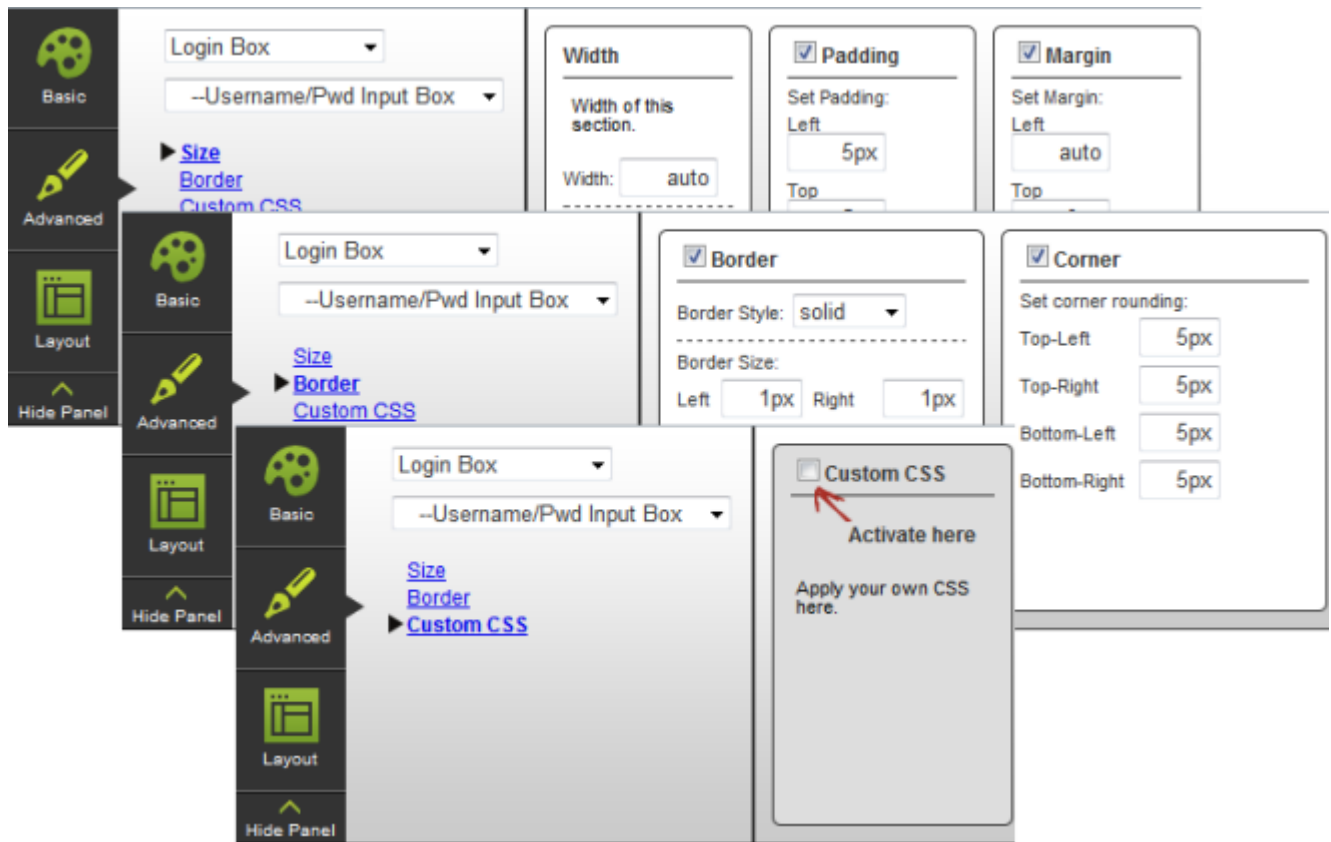 Basic
Advanced
Layout
Hide Panel
Login Box
--Username/Pwd Input Box
Size
Border
Custom CSS
Width
Width of this
section.
Width: auto
Padding
Set Padding:
Left
5px
Top
Margin
Set Margin:
Left
auto
Top
Basic
Advanced
Layout
Hide Panel
Login Box
--Username/Pwd Input Box
Size
Border
Custom CSS
Border
Border Style: solid
Border Size:
Left 1px Right 1px
Corner
Set corner rounding:
Top-Left 5px
Top-Right 5px
Bottom-Left 5px
Bottom-Right 5px
Basic
Advanced
Layout
Hide Panel
Login Box
--Username/Pwd Input Box
Size
Border
Custom CSS
Custom CSS
Activate here
Apply your own CSS
here.